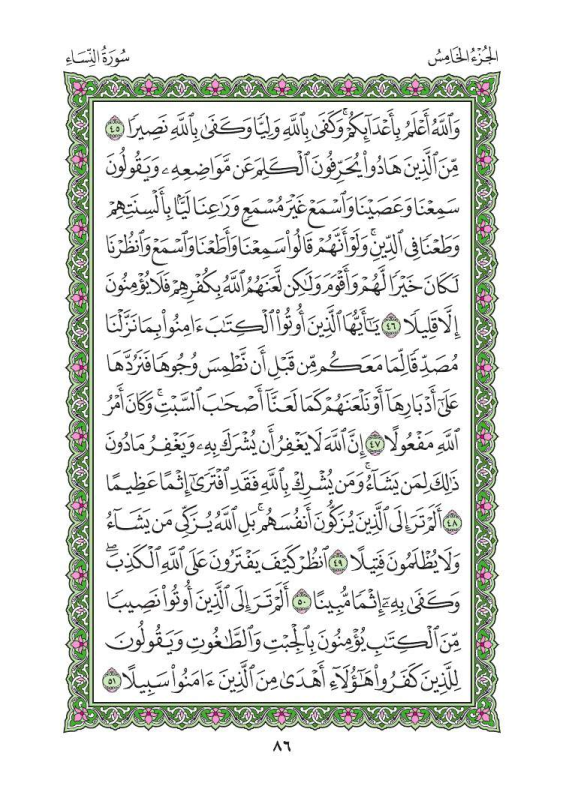 الجُزْءُ الخَامِسُ
سُورَةُ النِّسَاءِ
وَٱللَّهُ أَعْلَمُ بِأَعْدَآئِكُمْۚ وَكَفَىٰ بِٱللَّهِ وَلِيًّا وَكَفَىٰ بِٱللَّهِ نَصِيرًا ٤٥
مِّنَ ٱلَّذِينَ هَادُوا۟ يُحَرِّفُونَ ٱلْكَلِمَ عَن مَّوَاضِعِهِۦ وَيَقُولُونَ
سَمِعْنَا وَعَصَيْنَا وَٱسْمَعْ غَيْرَ مُسْمَعٍ وَرَٰعِنَا لَيًّۢا بِأَلْسِنَتِهِمْ
وَطَعْنًا فِى ٱلدِّينِۚ وَلَوْ أَنَّهُمْ قَالُوا۟ سَمِعْنَا وَأَطَعْنَا وَٱسْمَعْ وَٱنظُرْنَا
لَكَانَ خَيْرًا لَّهُمْ وَأَقْوَمَ وَلَٰكِن لَّعَنَهُمُ ٱللَّهُ بِكُفْرِهِمْ فَلَا يُؤْمِنُونَ
إِلَّا قَلِيلًا ٤٦ يَٰٓأَيُّهَا ٱلَّذِينَ أُوتُوا۟ ٱلْكِتَٰبَ ءَامِنُوا۟ بِمَا نَزَّلْنَا
مُصَدِّقًا لِّمَا مَعَكُم مِّن قَبْلِ أَن نَّطْمِسَ وُجُوهًا فَنَرُدَّهَا
عَلَىٰٓ أَدْبَارِهَآ أَوْ نَلْعَنَهُمْ كَمَا لَعَنَّآ أَصْحَٰبَ ٱلسَّبْتِۚ وَكَانَ أَمْرُ
ٱللَّهِ مَفْعُولًا ٤٧ إِنَّ ٱللَّهَ لَا يَغْفِرُ أَن يُشْرَكَ بِهِۦ وَيَغْفِرُ مَا دُونَ
ذَٰلِكَ لِمَن يَشَآءُۚ وَمَن يُشْرِكْ بِٱللَّهِ فَقَدِ ٱفْتَرَىٰٓ إِثْمًا عَظِيمًا
٤٨ أَلَمْ تَرَ إِلَى ٱلَّذِينَ يُزَكُّونَ أَنفُسَهُمۚ بَلِ ٱللَّهُ يُزَكِّى مَن يَشَآءُ
وَلَا يُظْلَمُونَ فَتِيلًا ٤٩ ٱنظُرْ كَيْفَ يَفْتَرُونَ عَلَى ٱللَّهِ ٱلْكَذِبَۖ
وَكَفَىٰ بِهِۦٓ إِثْمًا مُّبِينًا ٥٠ أَلَمْ تَرَ إِلَى ٱلَّذِينَ أُوتُوا۟ نَصِيبًا
مِّنَ ٱلْكِتَٰبِ يُؤْمِنُونَ بِٱلْجِبْتِ وَٱلطَّٰغُوتِ وَيَقُولُونَ
لِلَّذِينَ كَفَرُوا۟ هَٰٓؤُلَآءِ أَهْدَىٰ مِنَ ٱلَّذِينَ ءَامَنُوا۟ سَبِيلًا ٥١
٨٦